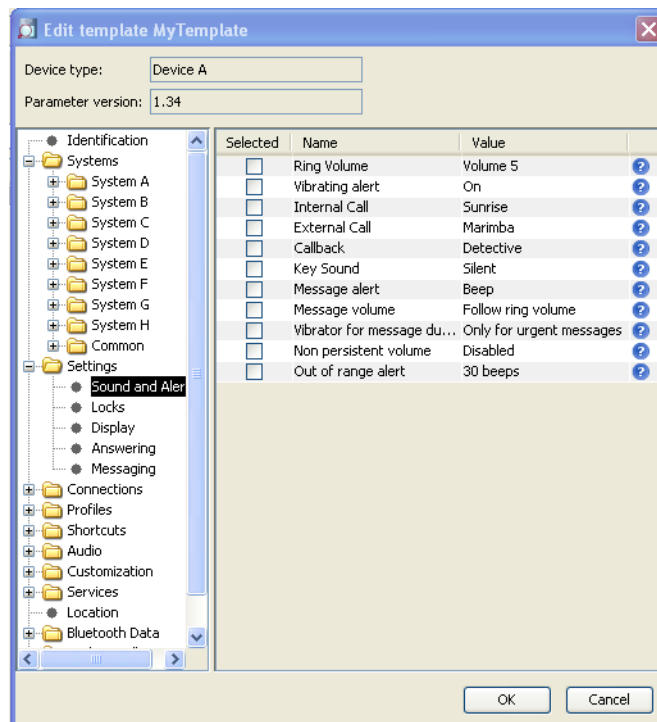 Edit template MyTemplate
Device type: Device A
Parameter version: 1.34
Identification
Systems
System A
System B
System C
System D
System E
System F
System G
System H
Common
Settings
Sound and Aler
Locks
Display
Answering
Messaging
Connections
Profiles
Shortcuts
Audio
Customization
Services
Location
Bluetooth Data
Selected Name Value
Ring Volume Volume 5
Vibrating alert On
Internal Call Sunrise
External Call Marimba
Callback Detective
Key Sound Silent
Message alert Beep
Message volume Follow ring volume
Vibrator for message du... Only for urgent messages
Non persistent volume Disabled
Out of range alert 30 beeps
OK Cancel